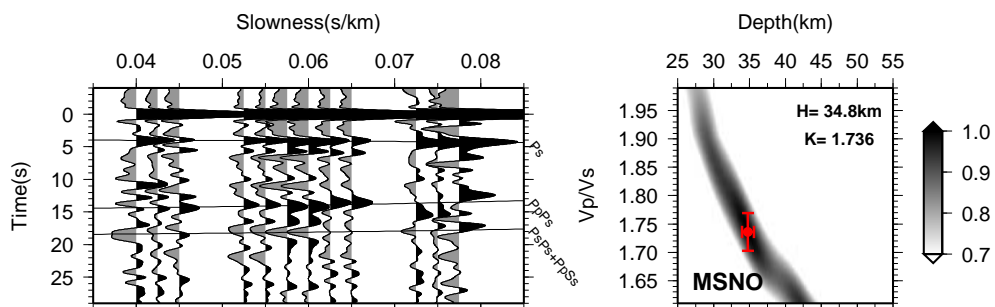 Slowness(s/km)
0.04 0.05 0.06 0.07 0.08
Time(s)
0
5
10
15
20
25
Ps
PpPs
PsPs+PpSs
Depth(km)
25 30 35 40 45 50 55
Vp/Vs
1.95
1.90
1.85
1.80
1.75
1.70
1.65
H= 34.8km
K= 1.736
MSNO
1.0
0.9
0.8
0.7